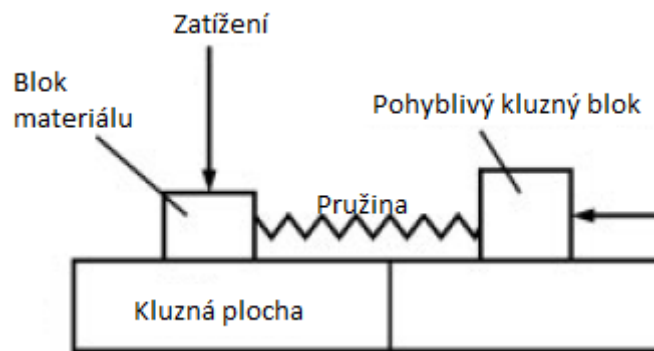 Zatížení
Blok
materiálu
Pohyblivý kluzný blok
Pružina
Kluzná plocha